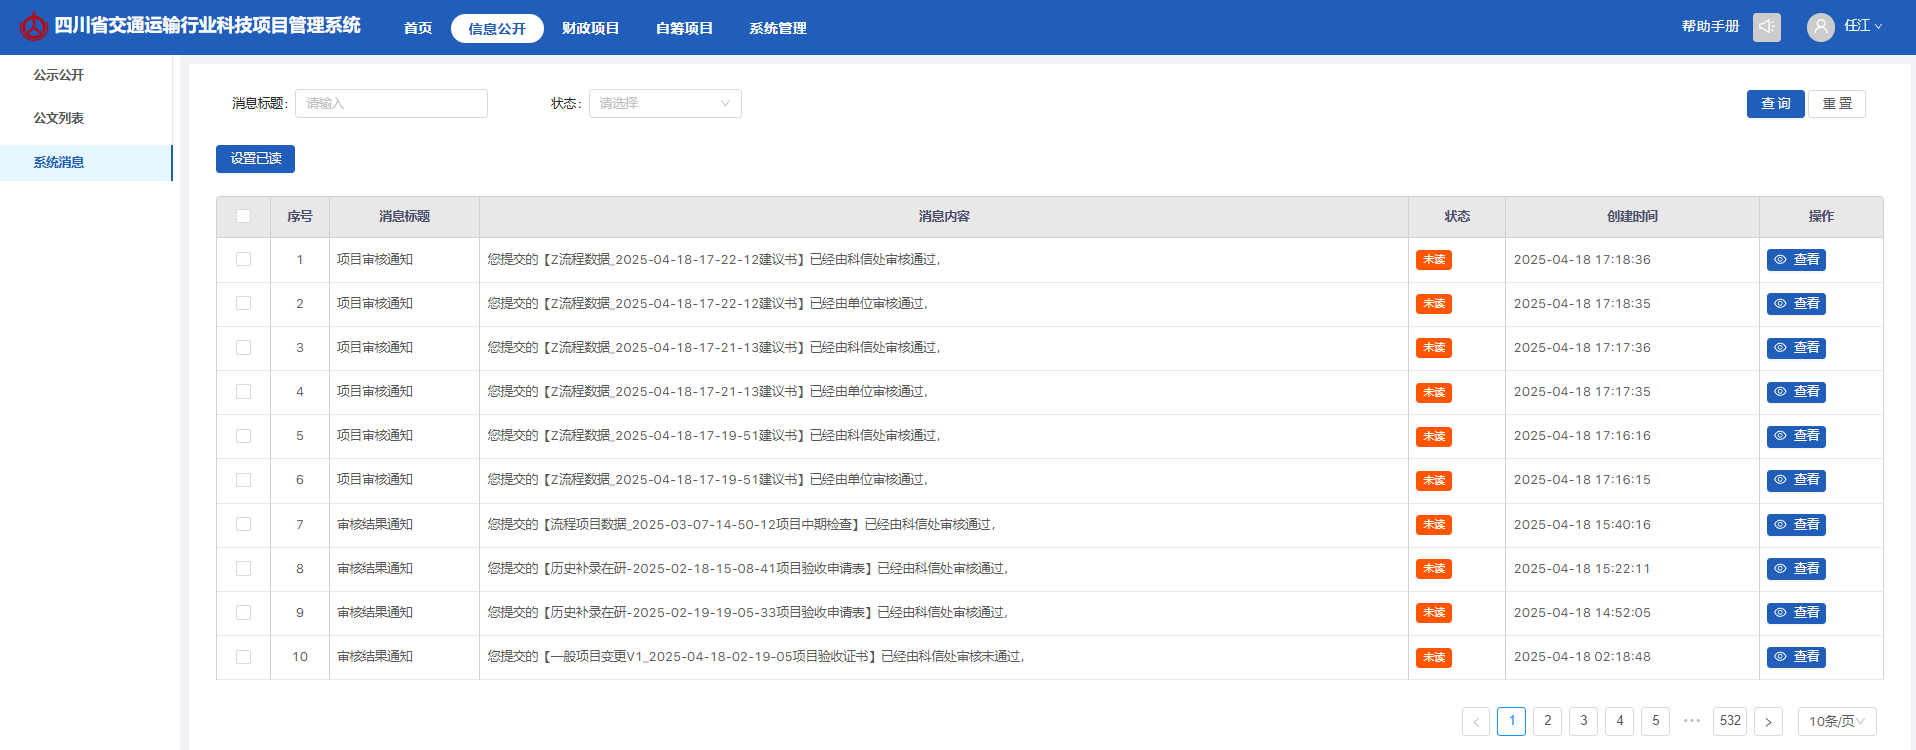 四川省交通运输行业科技项目管理系统 首页 信息公开 财政项目 自筹项目 系统管理 帮助手册 任江
公示公开
公文列表
系统消息
消息标题: 请输入 状态: 请选择 查询 重置
设置已读
序号 消息标题 消息内容 状态 创建时间 操作
1 项目审核通知 您提交的【Z流程数据_2025-04-18-17-22-12建议书】已经由科信处审核通过, 未读 2025-04-18 17:18:36 查看
2 项目审核通知 您提交的【Z流程数据_2025-04-18-17-22-12建议书】已经由单位审核通过, 未读 2025-04-18 17:18:35 查看
3 项目审核通知 您提交的【Z流程数据_2025-04-18-17-21-13建议书】已经由科信处审核通过, 未读 2025-04-18 17:17:36 查看
4 项目审核通知 您提交的【Z流程数据_2025-04-18-17-21-13建议书】已经由单位审核通过, 未读 2025-04-18 17:17:35 查看
5 项目审核通知 您提交的【Z流程数据_2025-04-18-17-19-51建议书】已经由科信处审核通过, 未读 2025-04-18 17:16:16 查看
6 项目审核通知 您提交的【Z流程数据_2025-04-18-17-19-51建议书】已经由单位审核通过, 未读 2025-04-18 17:16:15 查看
7 审核结果通知 您提交的【流程项目数据_2025-03-07-14-50-12项目中期检查】已经由科信处审核通过, 未读 2025-04-18 15:40:16 查看
8 审核结果通知 您提交的【历史补录在研-2025-02-18-15-08-41项目验收申请表】已经由科信处审核通过, 未读 2025-04-18 15:22:11 查看
9 审核结果通知 您提交的【历史补录在研-2025-02-19-19-05-33项目验收申请表】已经由科信处审核通过, 未读 2025-04-18 14:52:05 查看
10 审核结果通知 您提交的【一般项目变更V1_2025-04-18-02-19-05项目验收证书】已经由科信处审核未通过, 未读 2025-04-18 02:18:48 查看
< 1 2 3 4 5 ••• 532 > 10条/页